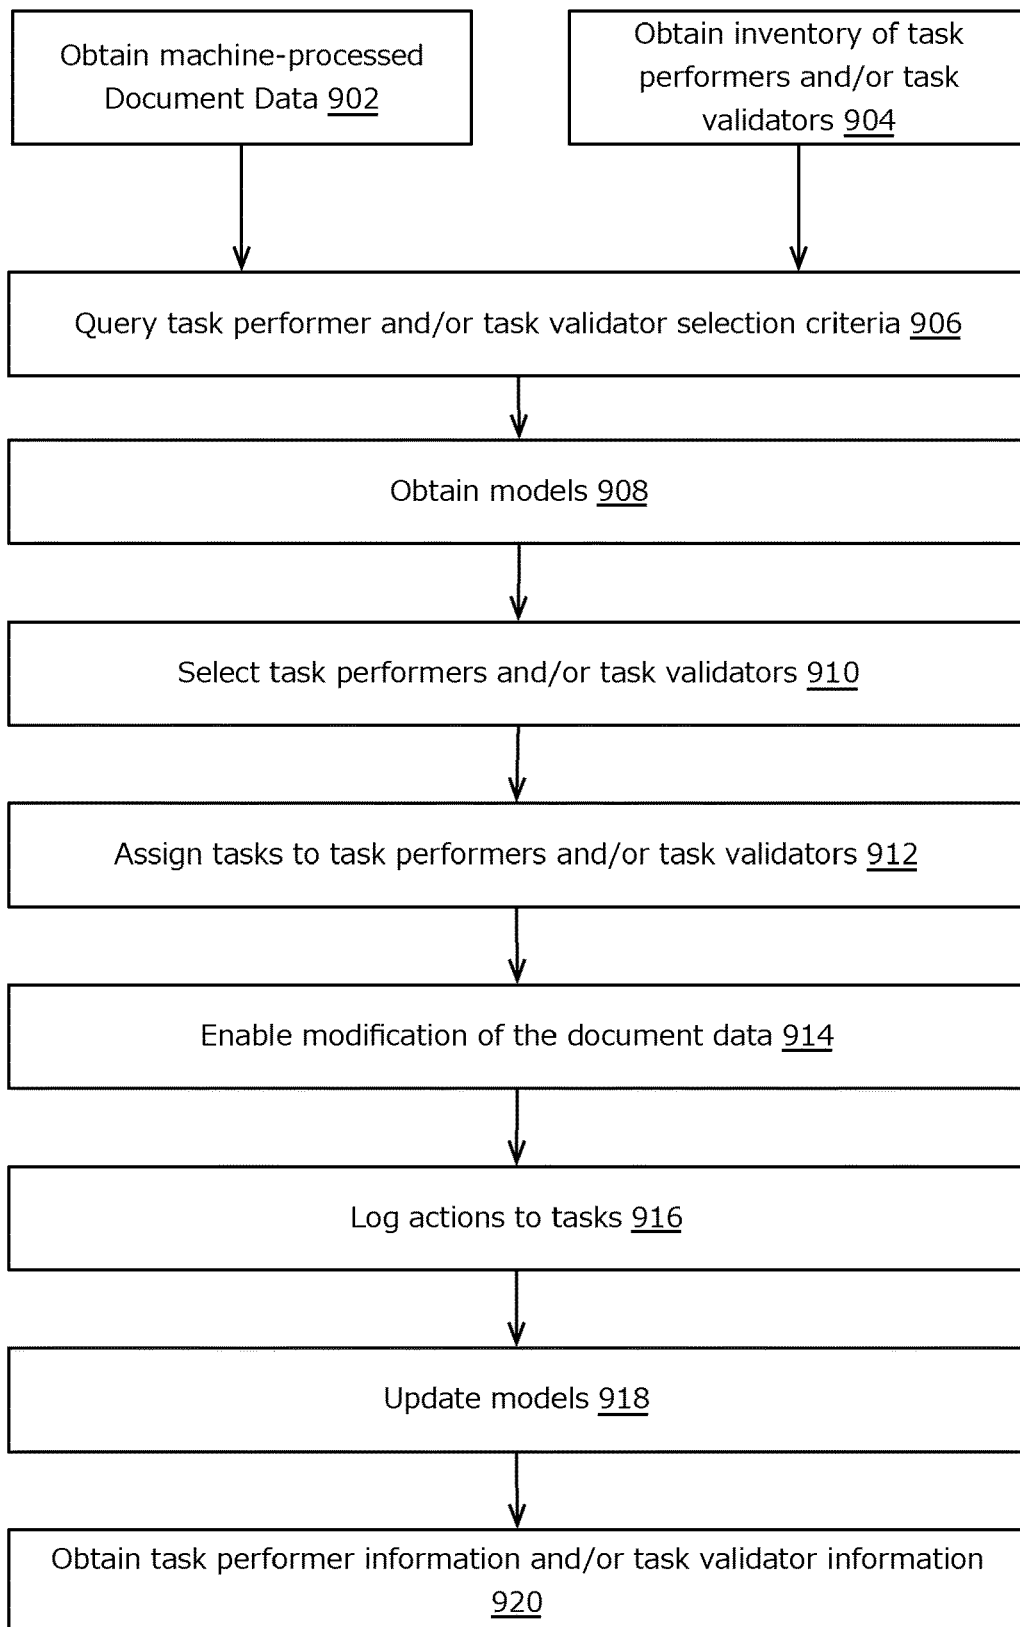 Obtain machine-processed
Document Data 902
Obtain inventory of task
performers and/or task
validators 904
Query task performer and/or task validator selection criteria 906
Obtain models 908
Select task performers and/or task validators 910
Assign tasks to task performers and/or task validators 912
Enable modification of the document data 914
Log actions to tasks 916
Update models 918
Obtain task performer information and/or task validator information
920